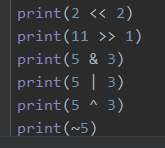 print(2 << 2)
print(11 >> 1)
print(5 & 3)
print(5 | 3)
print(5 ^ 3)
print(~5)